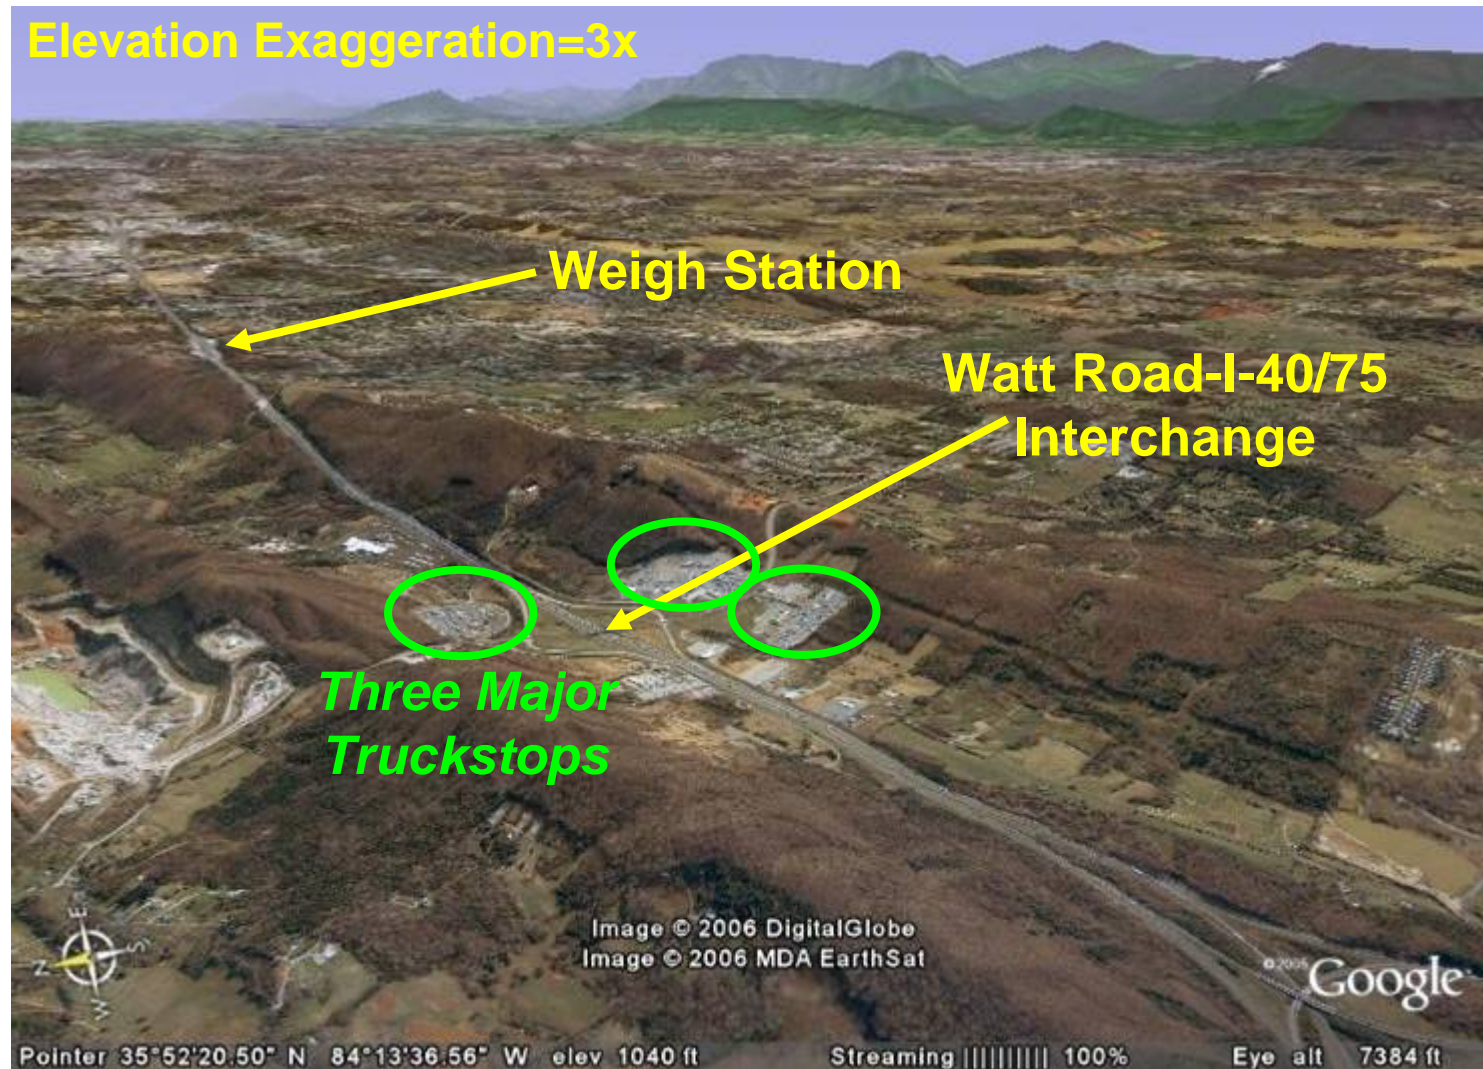 Elevation Exaggeration=3x
Weigh Station
Watt Road-I-40/75
Interchange
Three Major
Truckstops
E
N
S
W
Image © 2006 DigitalGlobe
Image © 2006 MDA EarthSat
©2006 Google
Pointer 35°52'20.50" N 84°13'36.56" W elev 1040 ft Streaming |||||||||| 100% Eye alt 7384 ft